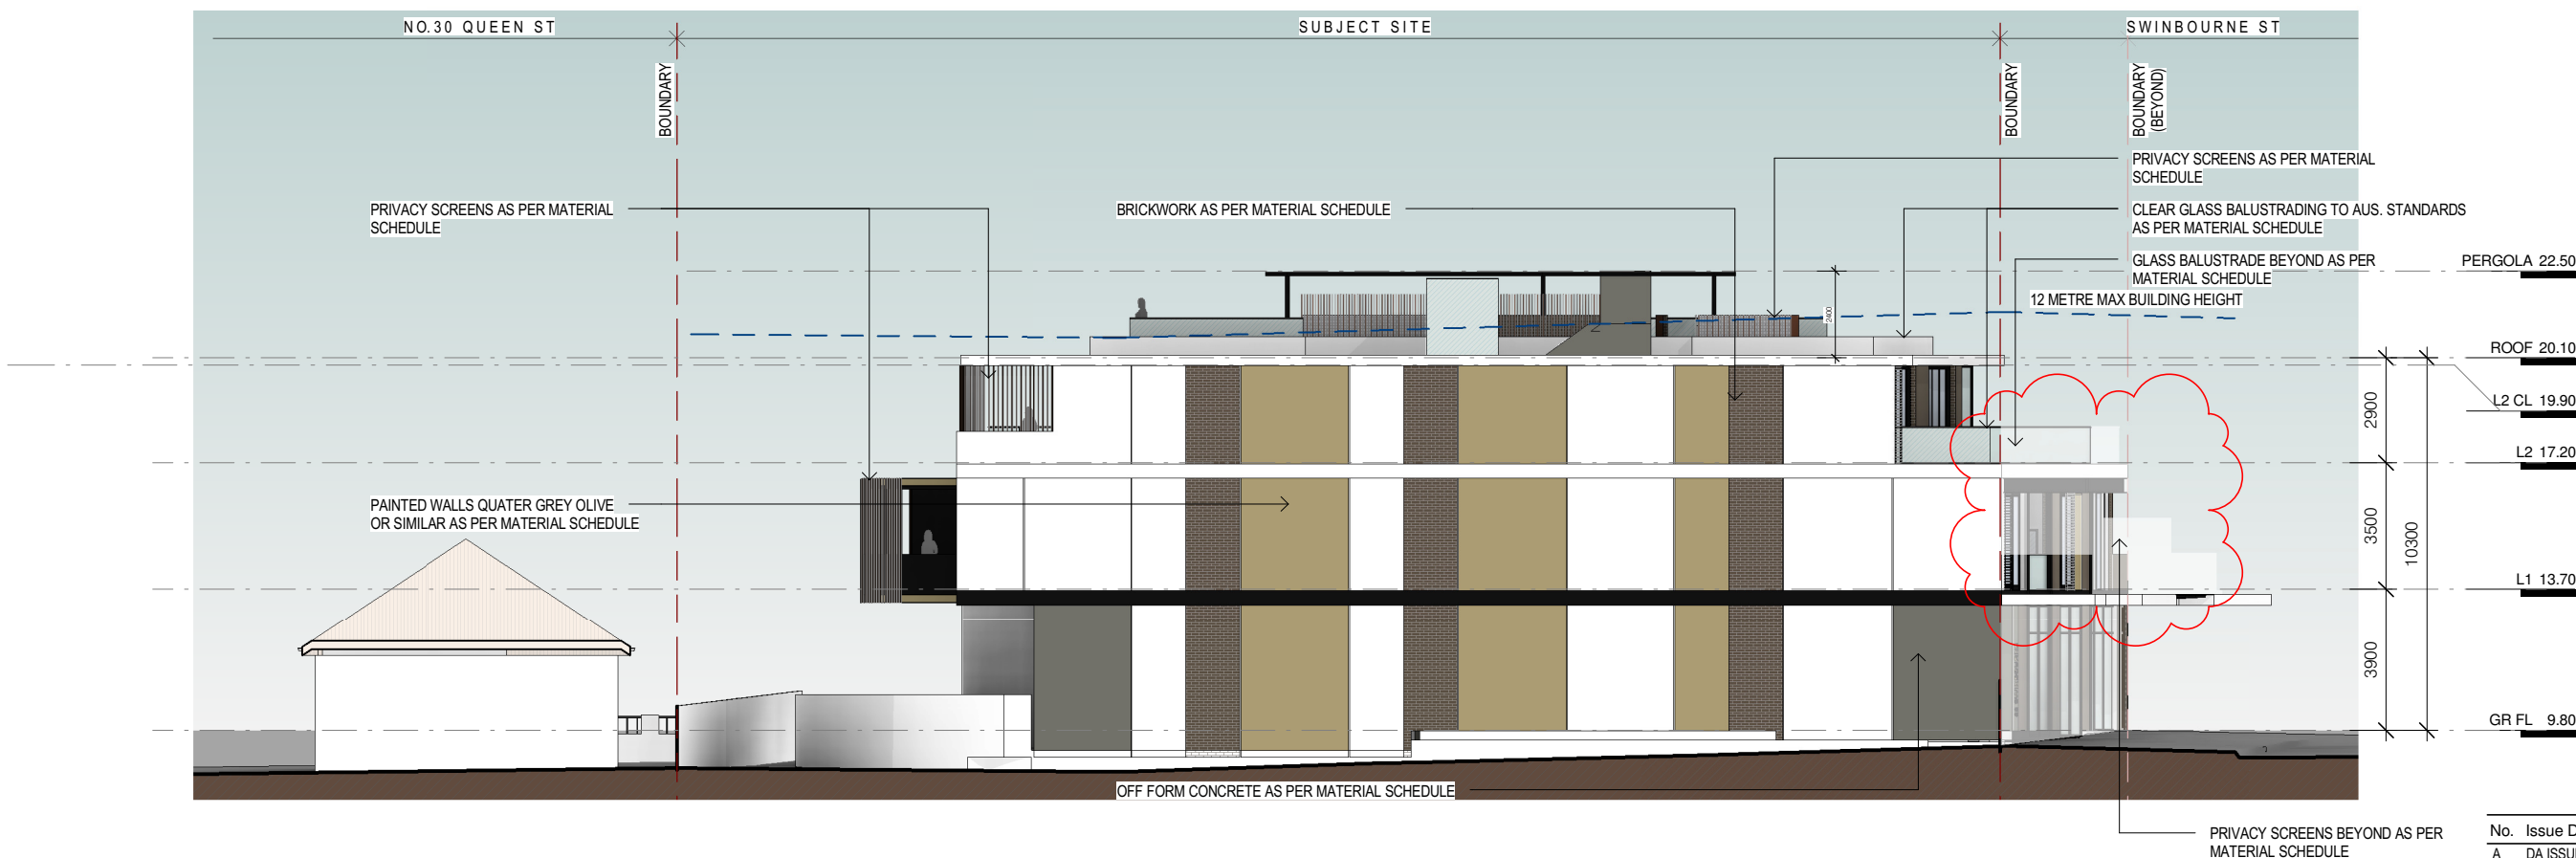 NO.30 QUEEN ST
SUBJECT SITE
SWINBOURNE ST
BOUNDARY
BOUNDARY
BOUNDARY
(BEYOND)
PRIVACY SCREENS AS PER MATERIAL
SCHEDULE
PRIVACY SCREENS AS PER MATERIAL
SCHEDULE
BRICKWORK AS PER MATERIAL SCHEDULE
CLEAR GLASS BALUSTRADING TO AUS. STANDARDS
AS PER MATERIAL SCHEDULE
GLASS BALUSTRADE BEYOND AS PER
MATERIAL SCHEDULE
PERGOLA 22.50
12 METRE MAX BUILDING HEIGHT
2400
ROOF 20.10
L2 CL 19.90
2900
L2 17.20
PAINTED WALLS QUATER GREY OLIVE
OR SIMILAR AS PER MATERIAL SCHEDULE
3500
10300
L1 13.70
3900
GR FL 9.80
OFF FORM CONCRETE AS PER MATERIAL SCHEDULE
PRIVACY SCREENS BEYOND AS PER
MATERIAL SCHEDULE
No. Issue D
A DA ISSU